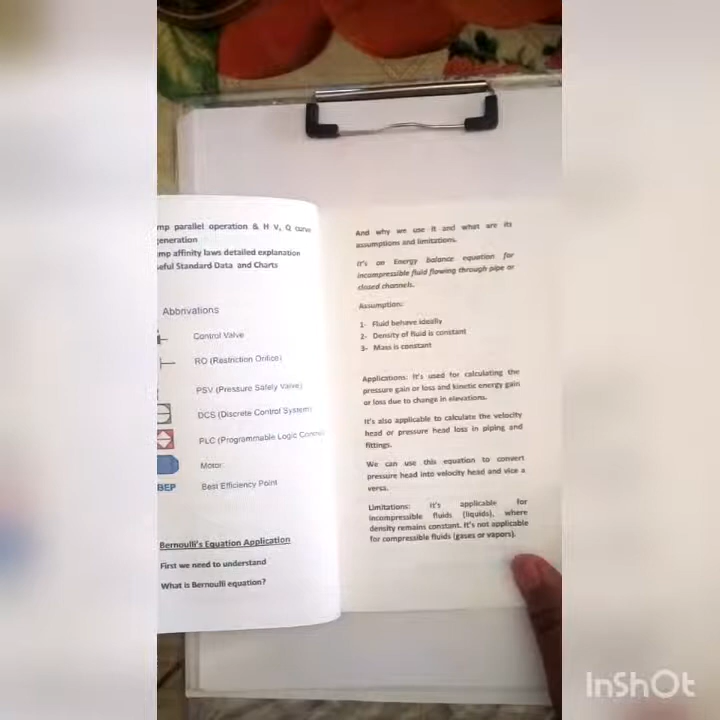 mp parallel operation & H V, Q curve
generation
mp affinity laws detailed explanation
seful Standard Data and Charts
Abbrivations
Control Valve
RO (Restriction Orifice)
PSV (Pressure Safety Valve)
DCS (Discrete Control System)
PLC (Programmable Logic
Motor
BEP Best Efficiency Point
Bernoulli's Equation Application
First we need to understand
What is Bernoulli equation?
And why we use it and what are its
assumptions and limitations.
It's an Energy balance equation for
incompressible fluid flowing through pipe or
closed channels.
Assumption:
1- Fluid behave ideally
2- Density of fluid is constant
3- Mass is constant
Applications: It's used for calculating the
pressure gain or loss and kinetic energy gain
or loss due to change in elevations.
It's also applicable to calculate the velocity
head or pressure head loss in piping and
fittings.
We can use this equation to convert
pressure head into velocity head and vice a
versa.
Limitations: It's applicable for
incompressible fluids (liquids), where
density remains constant. It's not applicable
for compressible fluids (gases or vapors).
InShOt